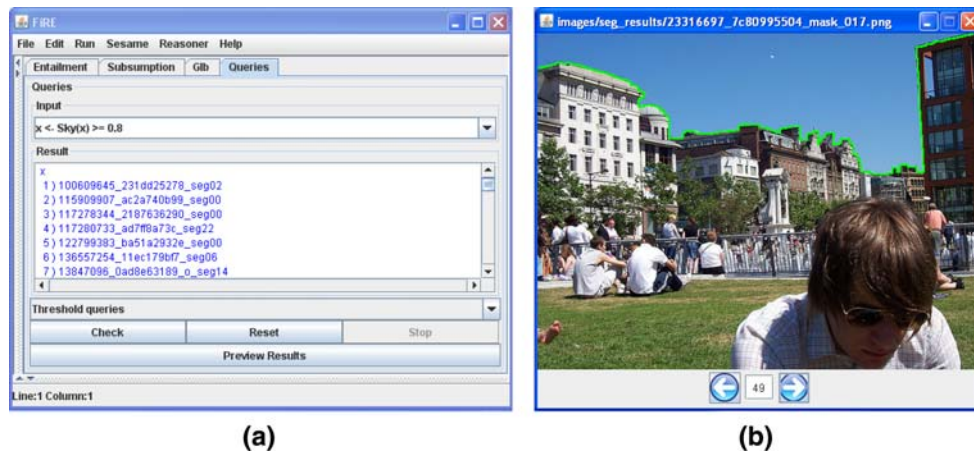 FiRE
File Edit Run Sesame Reasoner Help
Entailment Subsumption Glb Queries
Queries
Input
x <- Sky(x) >= 0.8
Result
x
1 ) 100609645_231dd25278_seg02
2 ) 115909907_ac2a740b99_seg00
3 ) 117278344_2187636290_seg00
4 ) 117280733_ad7ff8a73c_seg22
5 ) 122799383_ba51a2932e_seg00
6 ) 136557254_11ec179bf7_seg06
7 ) 13847096_0ad8e63189_o_seg14
Threshold queries
Check Reset Stop
Preview Results
Line:1 Column:1
(a)
images/seg_results/23316697_7c80995504_mask_017.png
49
(b)